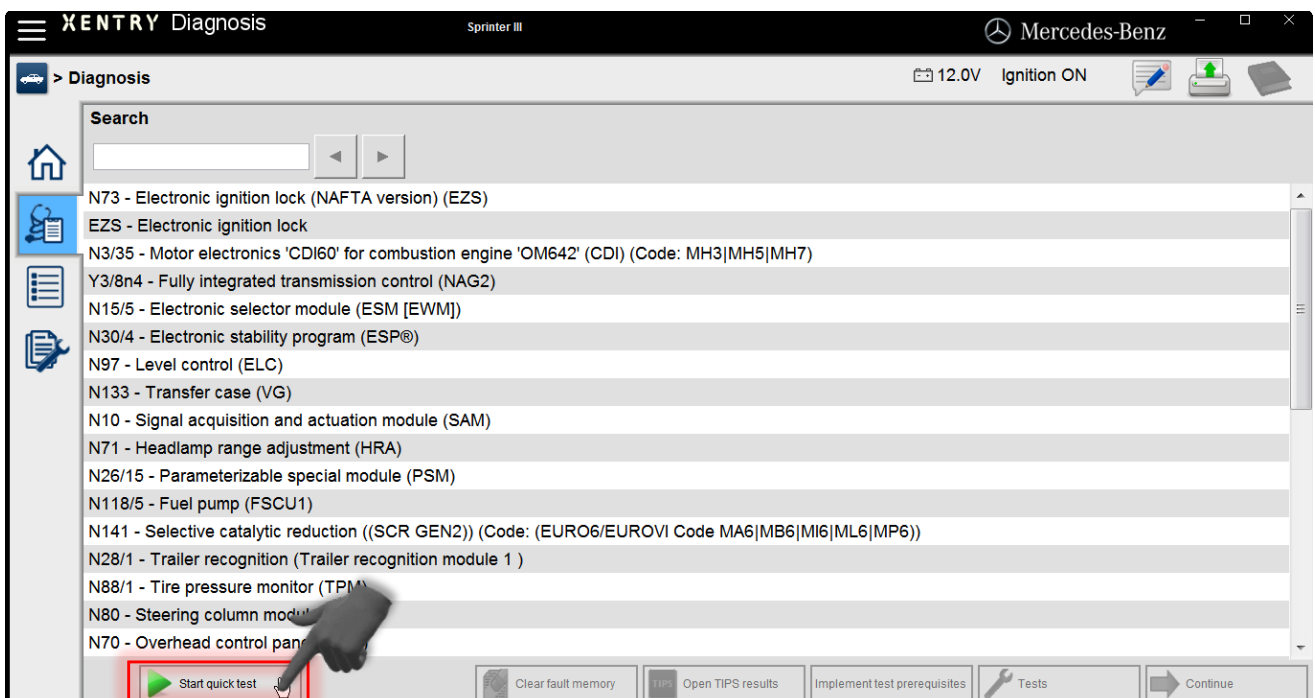 XENTRY Diagnosis
Sprinter III
Mercedes-Benz
> Diagnosis
12.0V
Ignition ON
Search
N73 - Electronic ignition lock (NAFTA version) (EZS)
EZS - Electronic ignition lock
N3/35 - Motor electronics 'CDI60' for combustion engine 'OM642' (CDI) (Code: MH3|MH5|MH7)
Y3/8n4 - Fully integrated transmission control (NAG2)
N15/5 - Electronic selector module (ESM [EWM])
N30/4 - Electronic stability program (ESP®)
N97 - Level control (ELC)
N133 - Transfer case (VG)
N10 - Signal acquisition and actuation module (SAM)
N71 - Headlamp range adjustment (HRA)
N26/15 - Parameterizable special module (PSM)
N118/5 - Fuel pump (FSCU1)
N141 - Selective catalytic reduction ((SCR GEN2)) (Code: (EURO6/EUROVI Code MA6|MB6|MI6|ML6|MP6))
N28/1 - Trailer recognition (Trailer recognition module 1 )
N88/1 - Tire pressure monitor (TPM)
N80 - Steering column modul
N70 - Overhead control pan
Start quick test
Clear fault memory
TIPS
Open TIPS results
Implement test prerequisites
Tests
Continue